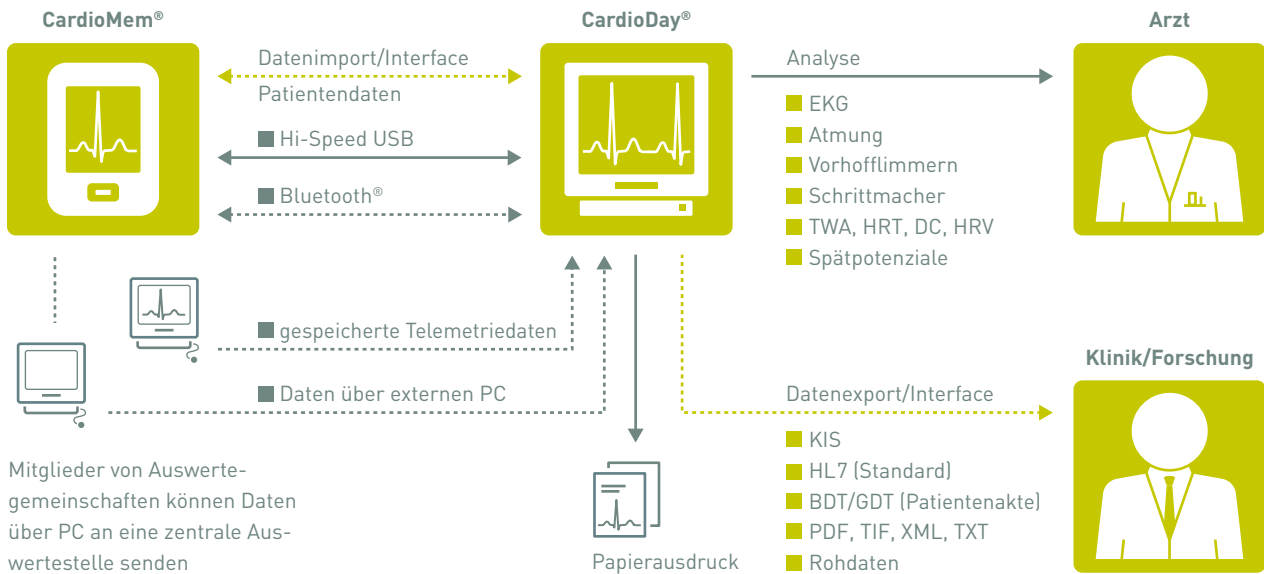 CardioMem®
CardioDay®
Arzt
Datenimport/Interface
Patientendaten
Hi-Speed USB
Bluetooth®
Analyse
EKG
Atmung
Vorhofflimmern
Schrittmacher
TWA, HRT, DC, HRV
Spätpotenziale
gespeicherte Telemetriedaten
Daten über externen PC
Mitglieder von Auswerte-
gemeinschaften können Daten
über PC an eine zentrale Aus-
wertestelle senden
Papierausdruck
Klinik/Forschung
Datenexport/Interface
KIS
HL7 (Standard)
BDT/GDT (Patientenakte)
PDF, TIF, XML, TXT
Rohdaten